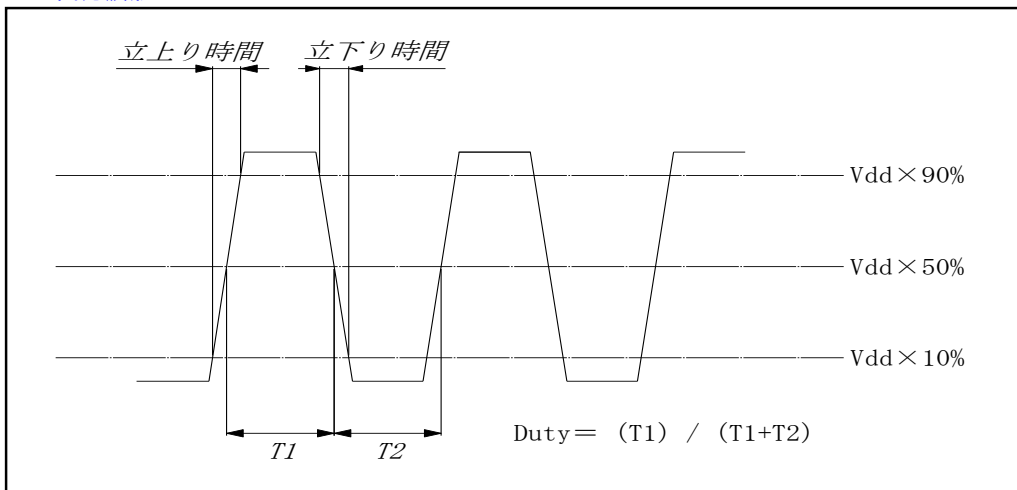 立上り時間
立下り時間
Vdd×90%
Vdd×50%
Vdd×10%
T1
T2
Duty＝ (T1) / (T1+T2)